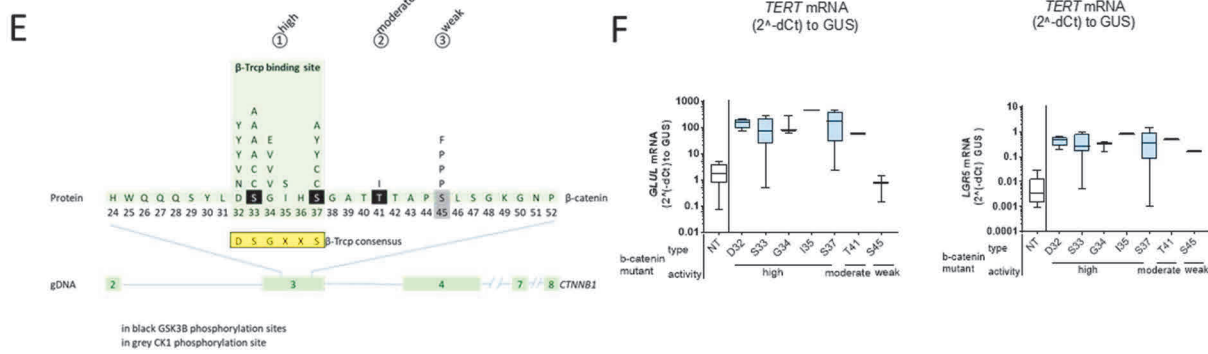 E
high
moderate
weak
① ② ③
β-Trcp binding site
A
Y A A
Y A E Y F
Y A V Y P
V C V C P
N C V S C I P
Protein H W Q Q Q S Y L D S G I H S G A T T T A P S L S G K G N P β-catenin
24 25 26 27 28 29 30 31 32 33 34 35 36 37 38 39 40 41 42 43 44 45 46 47 48 49 50 51 52
D S G X X S β-Trcp consensus
gDNA 2 3 4 7 8 CTNNB1
in black GSK3B phosphorylation sites
in grey CK1 phosphorylation site
F
TERT mRNA
(2^-dCt) to GUS)
GLUL mRNA
(2^(-dCt)to GUS)
1000
100
10
1
0.1
0.01
NT D32 S33 G34 I35 S37 T41 S45
b-catenin mutant
type
activity
high moderate weak
TERT mRNA
(2^-dCt) to GUS)
LGR5 mRNA
(2^(-dCt) GUS )
10
1
0.1
0.01
0.001
0.0001
NT D32 S33 G34 I35 S37 T41 S45
b-catenin mutant
type
activity
high moderate weak